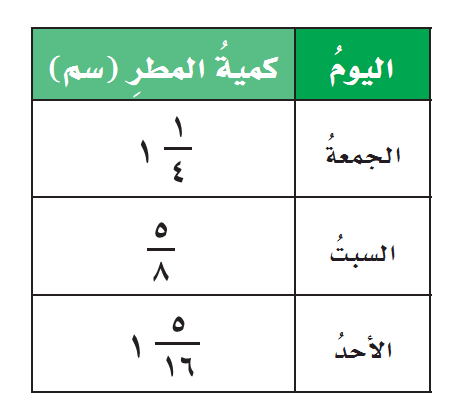 اليومُ كميةُ المطرِ (سم)
الجمعةُ ١ ١/٤
السبتُ ٥/٨
الأحدُ ١ ٥/١٦